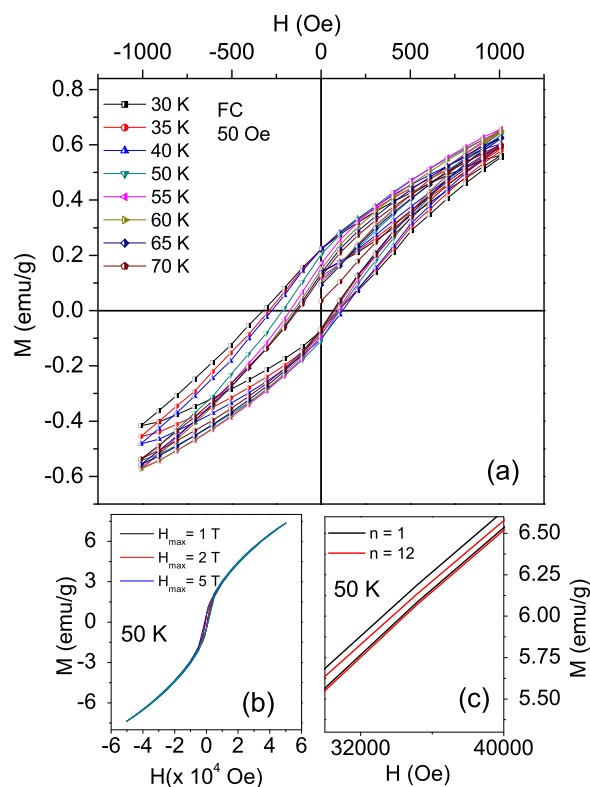 H (Oe)
-1000 -500 0 500 1000
FC
50 Oe
30 K
35 K
40 K
50 K
55 K
60 K
65 K
70 K
0.8
0.6
0.4
0.2
0.0
-0.2
-0.4
-0.6
M (emu/g)
(a)
6
3
0
-3
-6
M (emu/g)
Hmax= 1 T
Hmax= 2 T
Hmax= 5 T
50 K
(b)
-6 -4 -2 0 2 4 6
H(x 10⁴ Oe)
n = 1
n = 12
50 K
(c)
6.50
6.25
6.00
5.75
5.50
M (emu/g)
32000 40000
H (Oe)